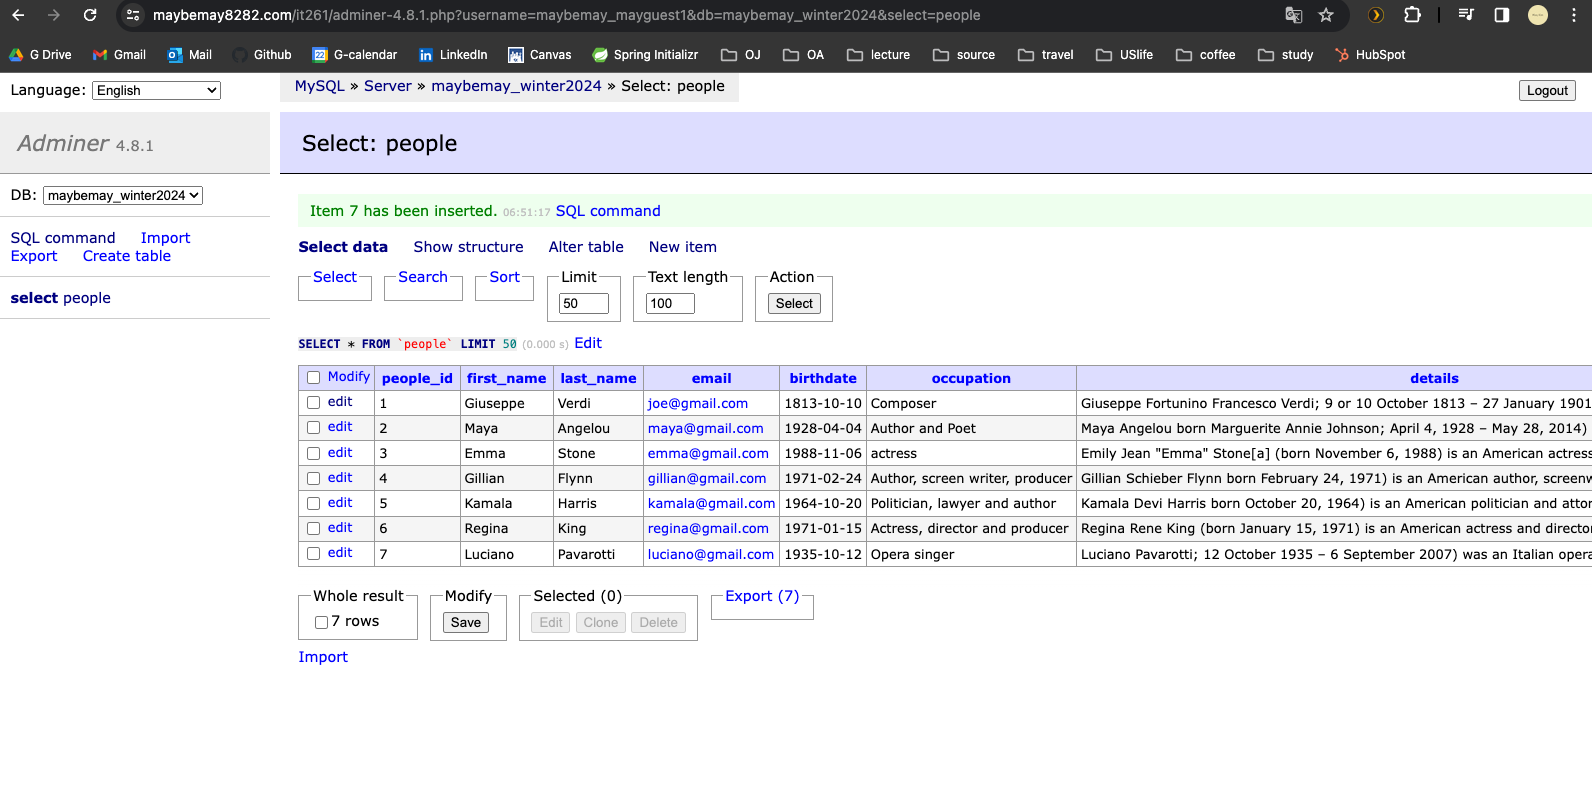 maybemay8282.com/it261/adminer-4.8.1.php?username=maybemay_mayguest1&db=maybemay_winter2024&select=people
G Drive Gmail Mail Github G-calendar LinkedIn Canvas Spring Initializr OJ OA lecture source travel USlife coffee study HubSpot
Language: English MySQL » Server » maybemay_winter2024 » Select: people Logout
Adminer 4.8.1 Select: people
DB: maybemay_winter2024
Item 7 has been inserted. 06:51:17 SQL command
SQL command Import
Export Create table
select people
Select data Show structure Alter table New item
Select Search Sort Limit Text length Action
50 100 Select
SELECT * FROM `people` LIMIT 50 (0.000 s) Edit
Modify people_id first_name last_name email birthdate occupation details
edit 1 Giuseppe Verdi joe@gmail.com 1813-10-10 Composer Giuseppe Fortunino Francesco Verdi; 9 or 10 October 1813 – 27 January 1901
edit 2 Maya Angelou maya@gmail.com 1928-04-04 Author and Poet Maya Angelou born Marguerite Annie Johnson; April 4, 1928 – May 28, 2014)
edit 3 Emma Stone emma@gmail.com 1988-11-06 actress Emily Jean "Emma" Stone[a] (born November 6, 1988) is an American actress
edit 4 Gillian Flynn gillian@gmail.com 1971-02-24 Author, screen writer, producer Gillian Schieber Flynn born February 24, 1971) is an American author, screenw
edit 5 Kamala Harris kamala@gmail.com 1964-10-20 Politician, lawyer and author Kamala Devi Harris born October 20, 1964) is an American politician and attor
edit 6 Regina King regina@gmail.com 1971-01-15 Actress, director and producer Regina Rene King (born January 15, 1971) is an American actress and director
edit 7 Luciano Pavarotti luciano@gmail.com 1935-10-12 Opera singer Luciano Pavarotti; 12 October 1935 – 6 September 2007) was an Italian opera
Whole result Modify Selected (0) Export (7)
7 rows Save Edit Clone Delete
Import